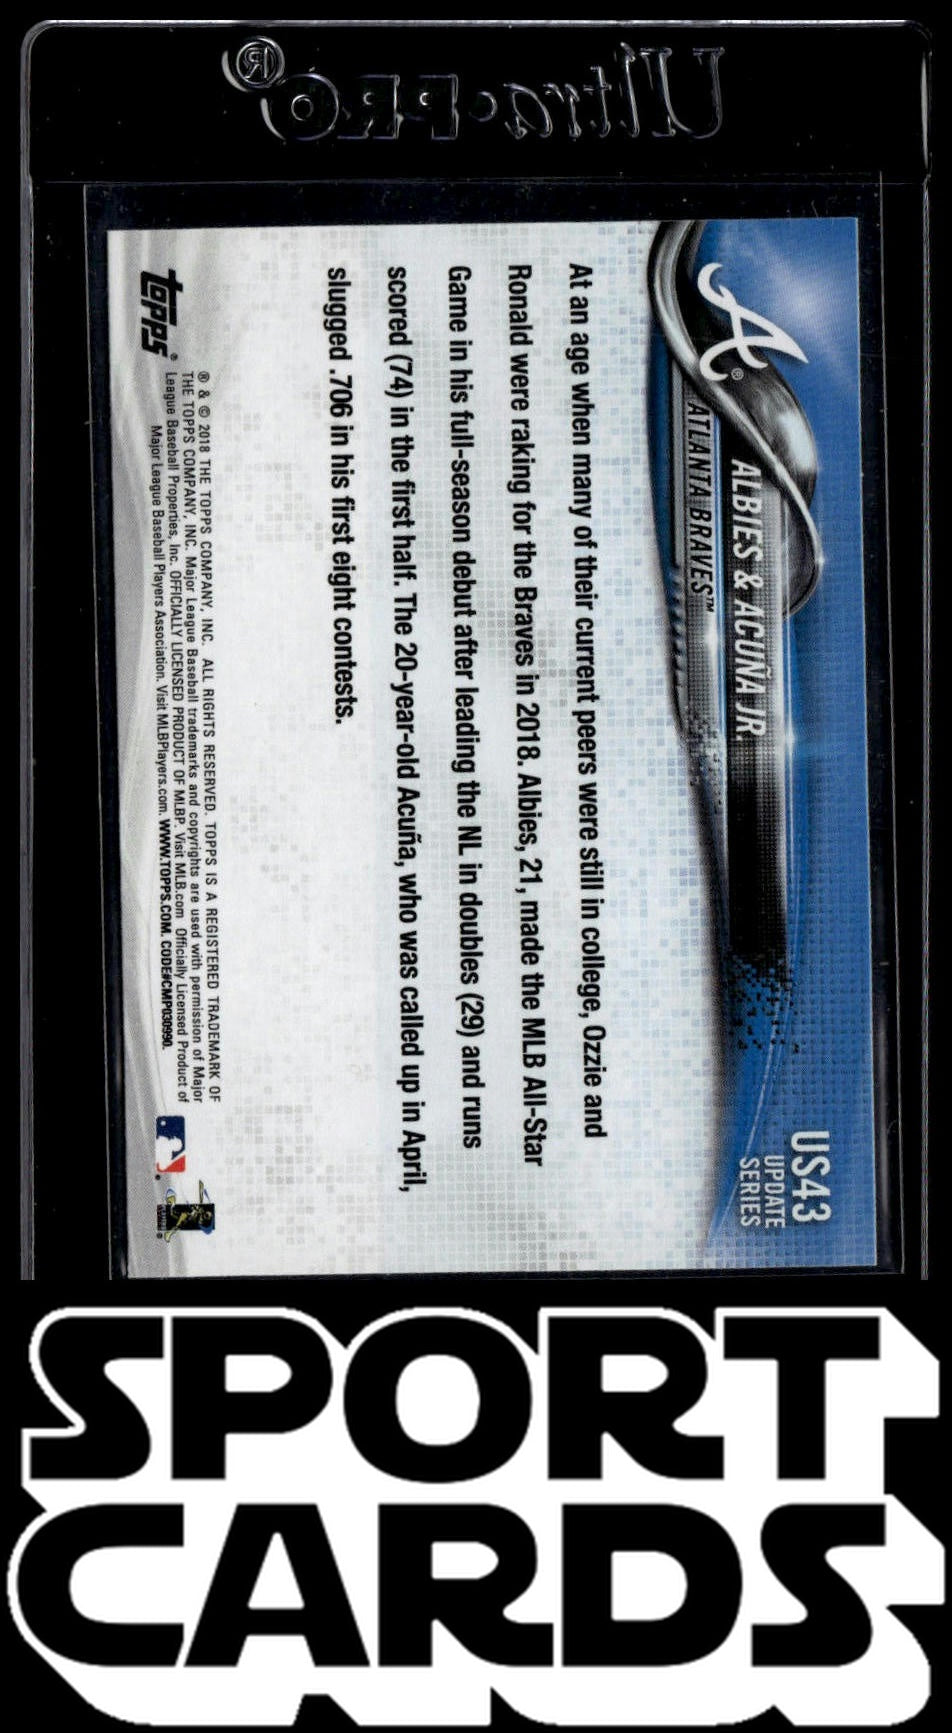 Ultra•PRO®
A®
ALBIES & ACUÑA JR.
ATLANTA BRAVES™
US43
UPDATE
SERIES
At an age when many of their current peers were still in college, Ozzie and
Ronald were raking for the Braves in 2018. Albies, 21, made the MLB All-Star
Game in his full-season debut after leading the NL in doubles (29) and runs
scored (74) in the first half. The 20-year-old Acuña, who was called up in April,
slugged .706 in his first eight contests.
topps®
® & © 2018 THE TOPPS COMPANY, INC. ALL RIGHTS RESERVED. TOPPS IS A REGISTERED TRADEMARK OF
THE TOPPS COMPANY, INC. Major League Baseball trademarks and copyrights are used with permission of Major
League Baseball Properties, Inc. OFFICIALLY LICENSED PRODUCT OF MLBP. Visit MLB.com Officially Licensed Product of
Major League Baseball Players Association. Visit MLBPlayers.com. WWW.TOPPS.COM. CODE#CMP030990.
SPORT
CARDS